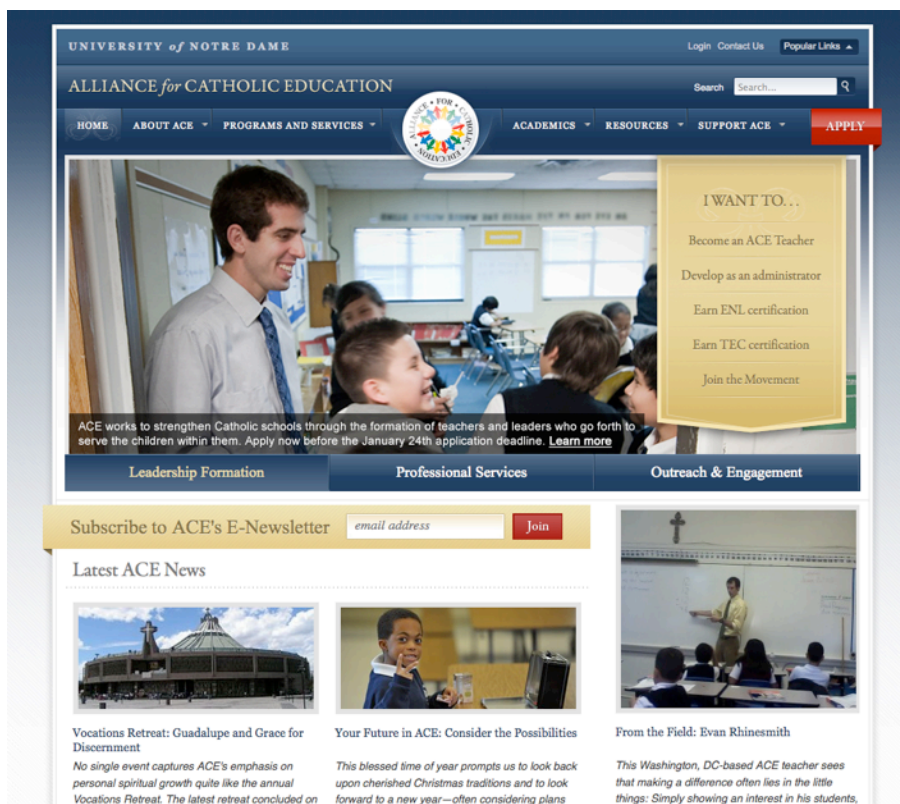 UNIVERSITY of NOTRE DAME
Login Contact Us Popular Links
ALLIANCE for CATHOLIC EDUCATION
Search Search...
HOME ABOUT ACE PROGRAMS AND SERVICES ACADEMICS RESOURCES SUPPORT ACE APPLY
ALLIANCE • FOR • CATHOLIC • EDUCATION •
I WANT TO...
Become an ACE Teacher
Develop as an administrator
Earn ENL certification
Earn TEC certification
Join the Movement
ACE works to strengthen Catholic schools through the formation of teachers and leaders who go forth to
serve the children within them. Apply now before the January 24th application deadline. Learn more
Leadership Formation Professional Services Outreach & Engagement
Subscribe to ACE's E-Newsletter email address Join
Latest ACE News
Vocations Retreat: Guadalupe and Grace for
Discernment
No single event captures ACE's emphasis on
personal spiritual growth quite like the annual
Vocations Retreat. The latest retreat concluded on
Your Future in ACE: Consider the Possibilities
This blessed time of year prompts us to look back
upon cherished Christmas traditions and to look
forward to a new year—often considering plans
From the Field: Evan Rhinesmith
This Washington, DC-based ACE teacher sees
that making a difference often lies in the little
things: Simply showing an interest in his students,